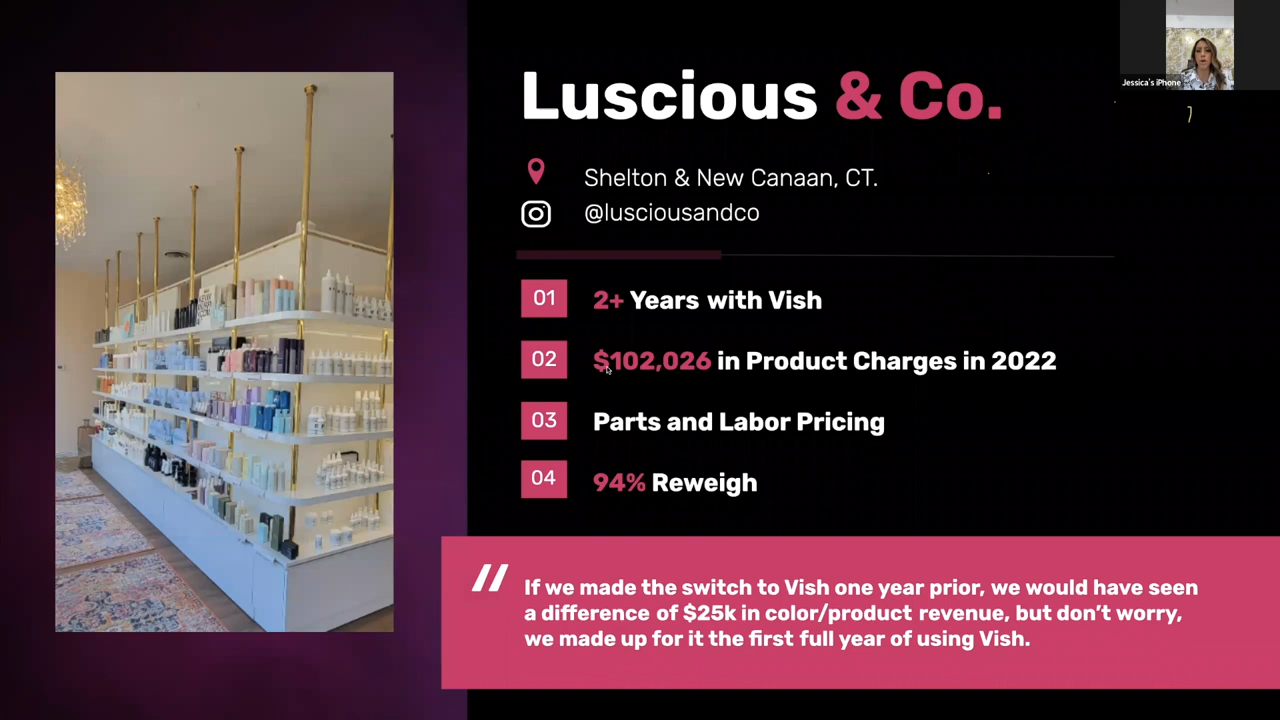 Luscious & Co.
Jessica's iPhone
Shelton & New Canaan, CT.
@lusciousandco
01 2+ Years with Vish
02 $102,026 in Product Charges in 2022
03 Parts and Labor Pricing
04 94% Reweigh
" If we made the switch to Vish one year prior, we would have seen
a difference of $25k in color/product revenue, but don't worry,
we made up for it the first full year of using Vish.